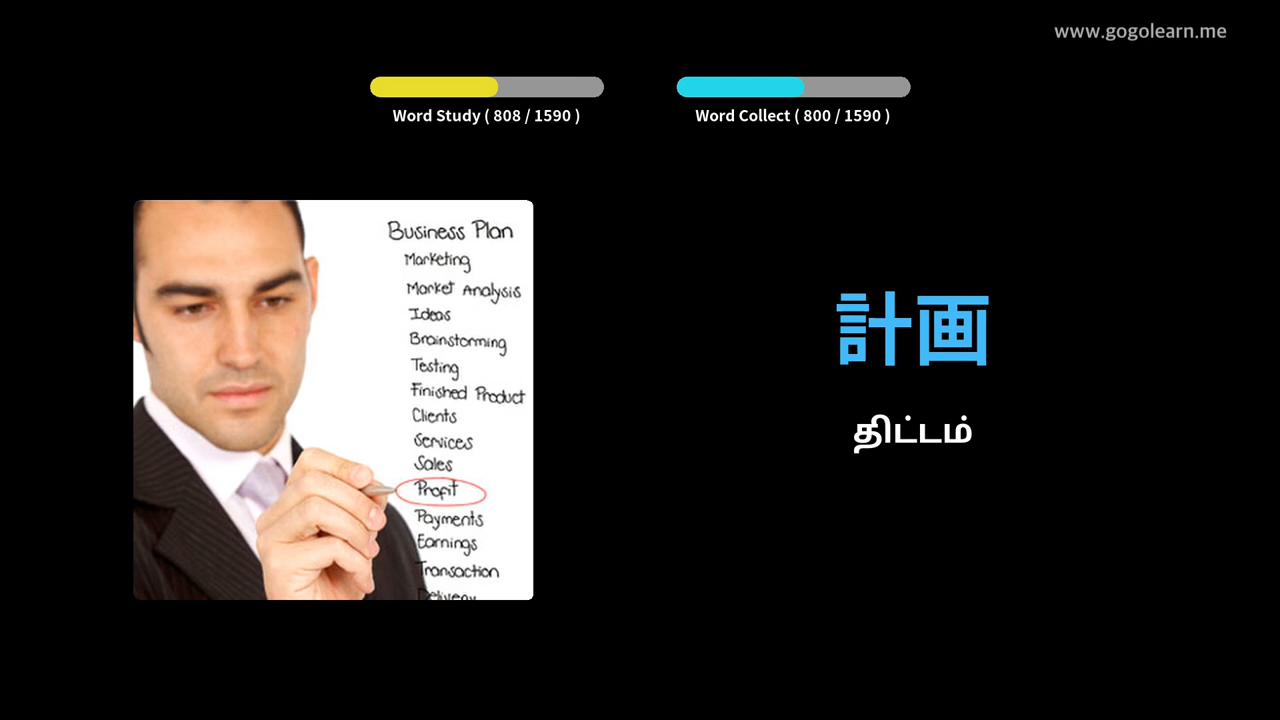 www.gogolearn.me
Word Study ( 808 / 1590 )
Word Collect ( 800 / 1590 )
Business Plan
Marketing
Market Analysis
Ideas
Brainstorming
Testing
Finished Product
Clients
Services
Sales
Profit
Payments
Earnings
Transaction
Delivery
計画
திட்டம்